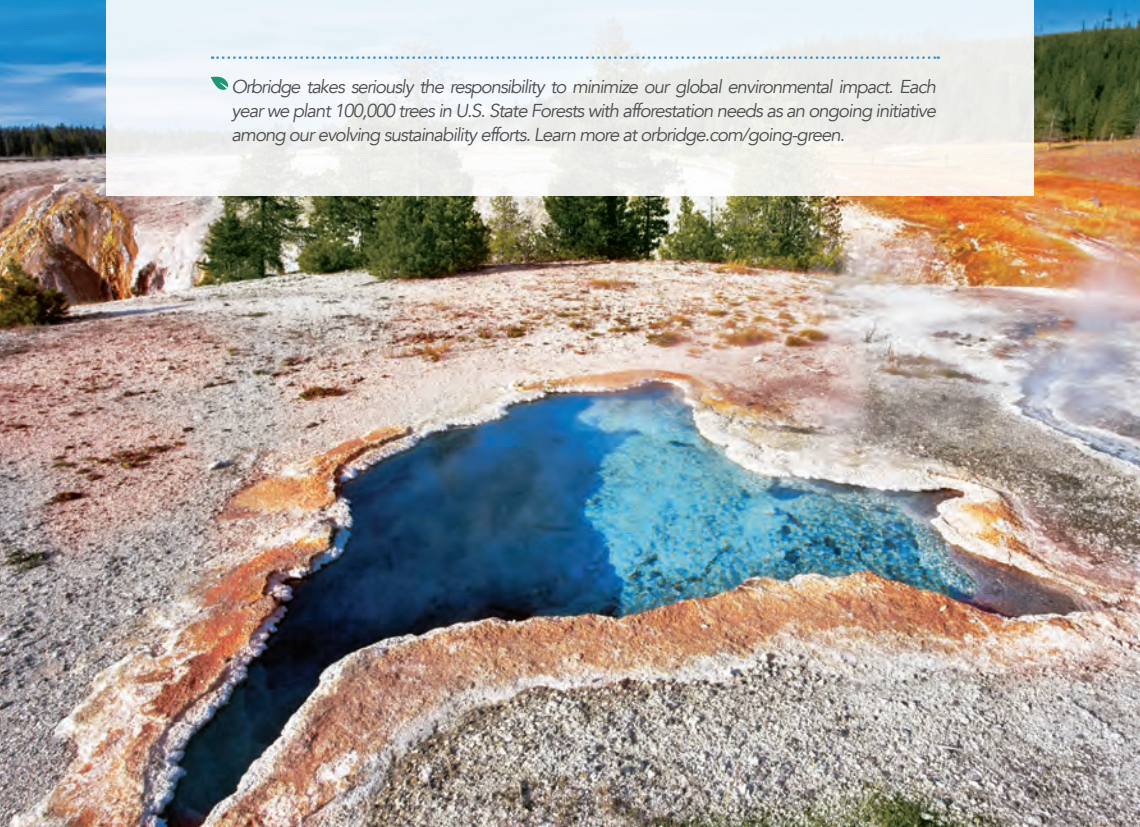 Orbridge takes seriously the responsibility to minimize our global environmental impact. Each
year we plant 100,000 trees in U.S. State Forests with afforestation needs as an ongoing initiative
among our evolving sustainability efforts. Learn more at orbridge.com/going-green.